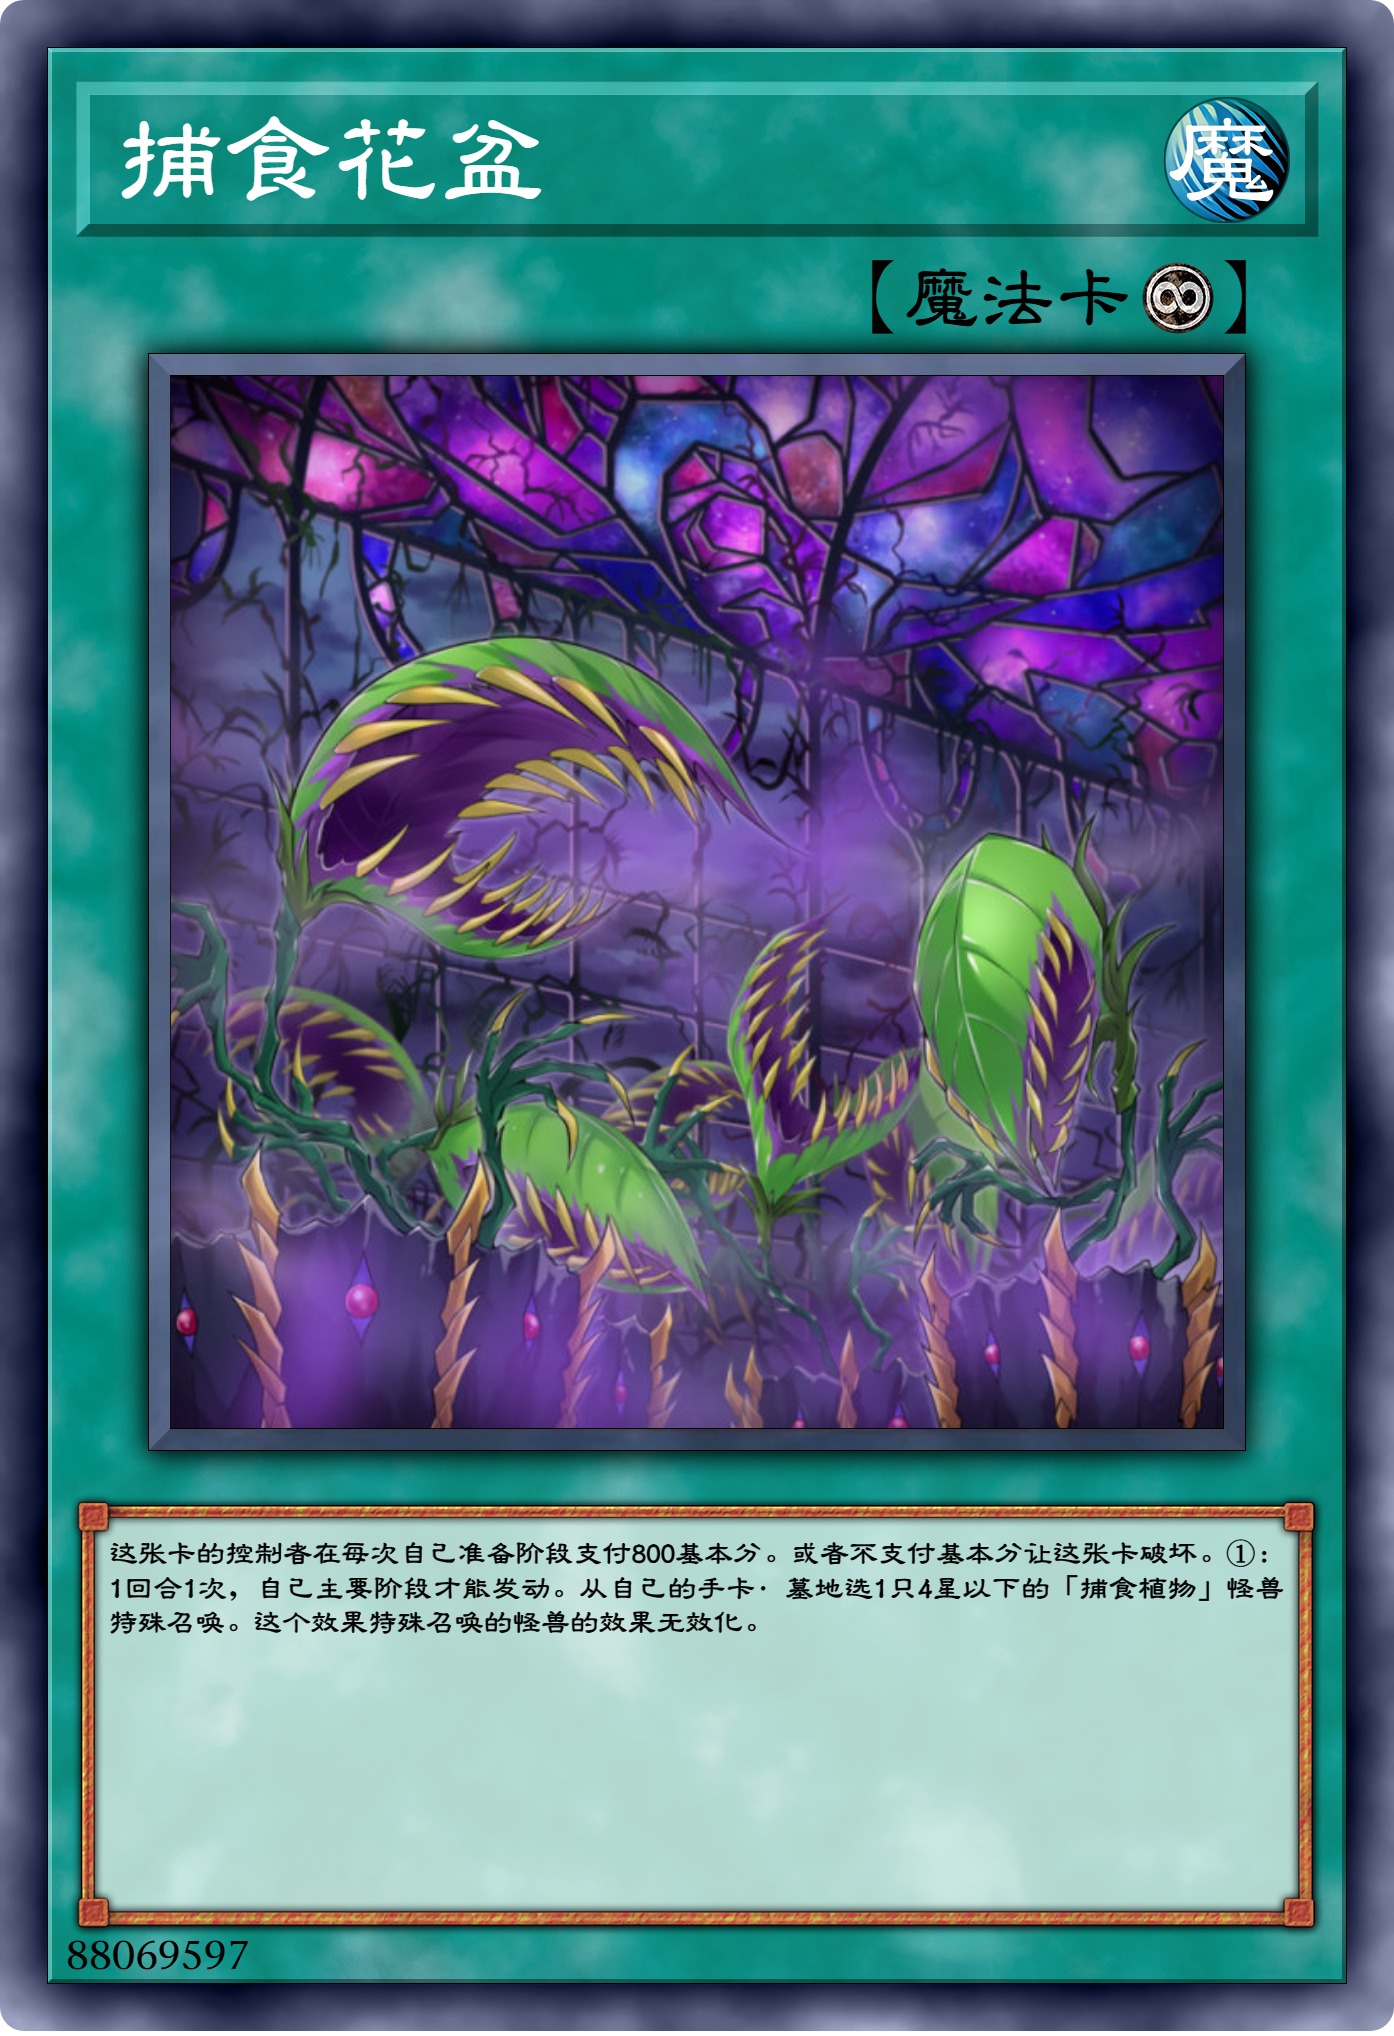 捕食花盆
魔
【魔法卡♾】
这张卡的控制者在每次自己准备阶段支付800基本分。或者不支付基本分让这张卡破坏。①：
1回合1次，自己主要阶段才能发动。从自己的手卡·墓地选1只4星以下的「捕食植物」怪兽
特殊召唤。这个效果特殊召唤的怪兽的效果无效化。
88069597